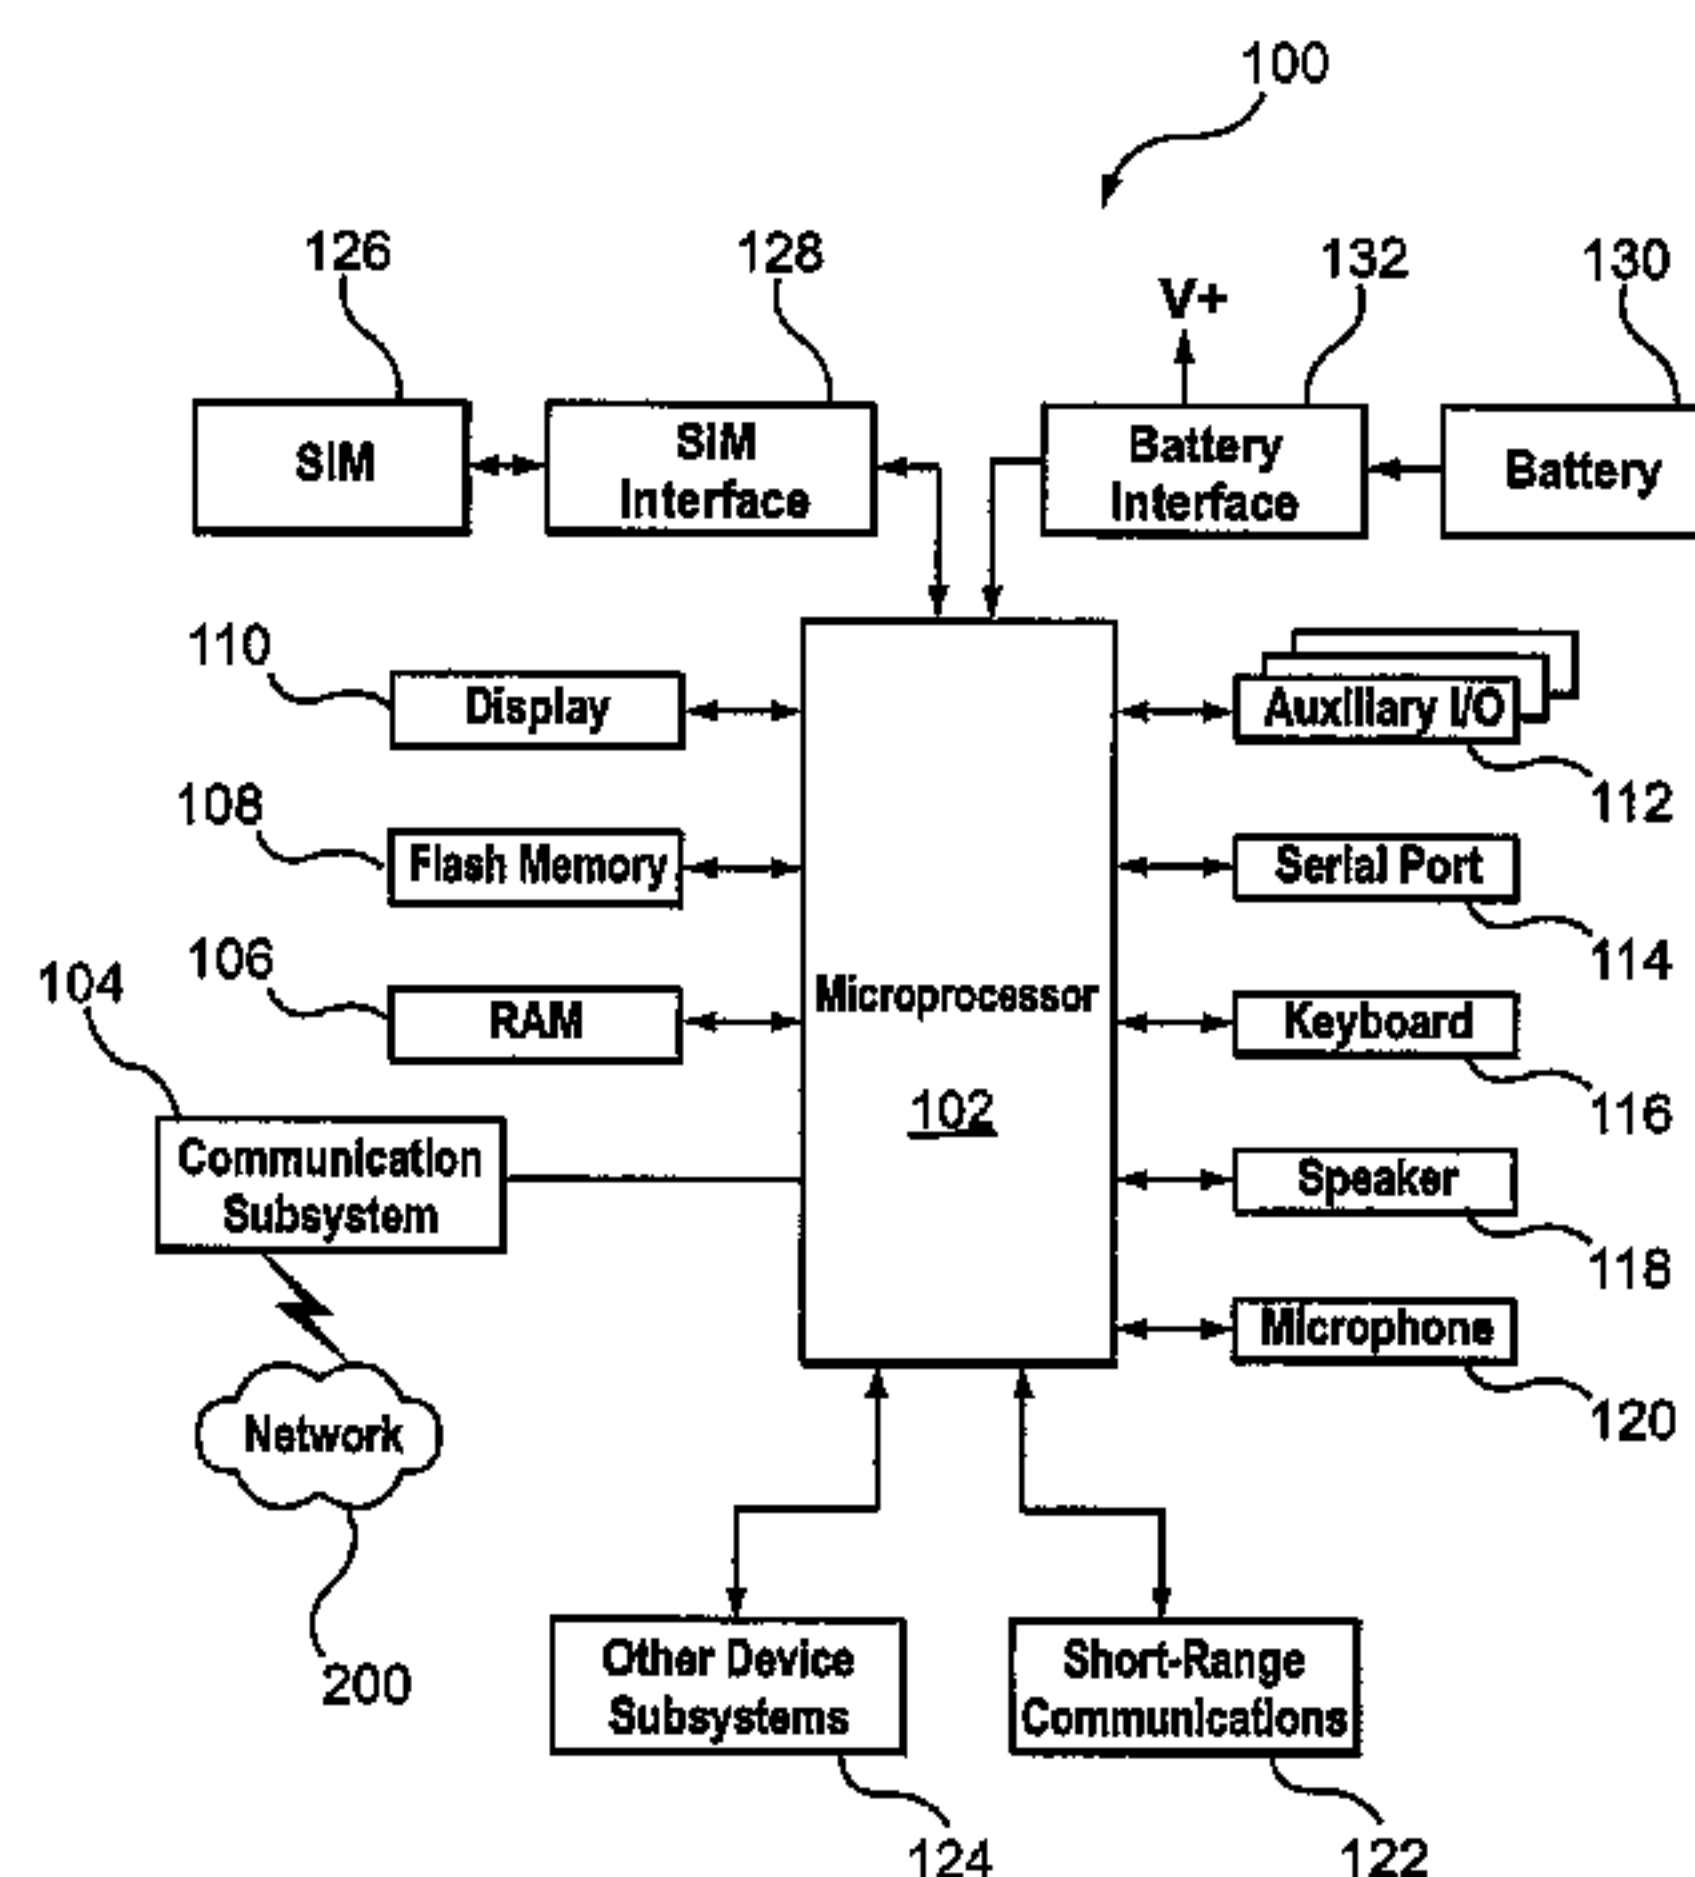 100
126
128
132
130
V+
SIM
SIM
Interface
Battery
Interface
Battery
110
Display
Auxiliary I/O
112
108
Flash Memory
Serial Port
114
106
RAM
Microprocessor
102
Keyboard
116
104
Communication
Subsystem
Speaker
118
Microphone
120
Network
200
Other Device
Subsystems
124
Short-Range
Communications
122